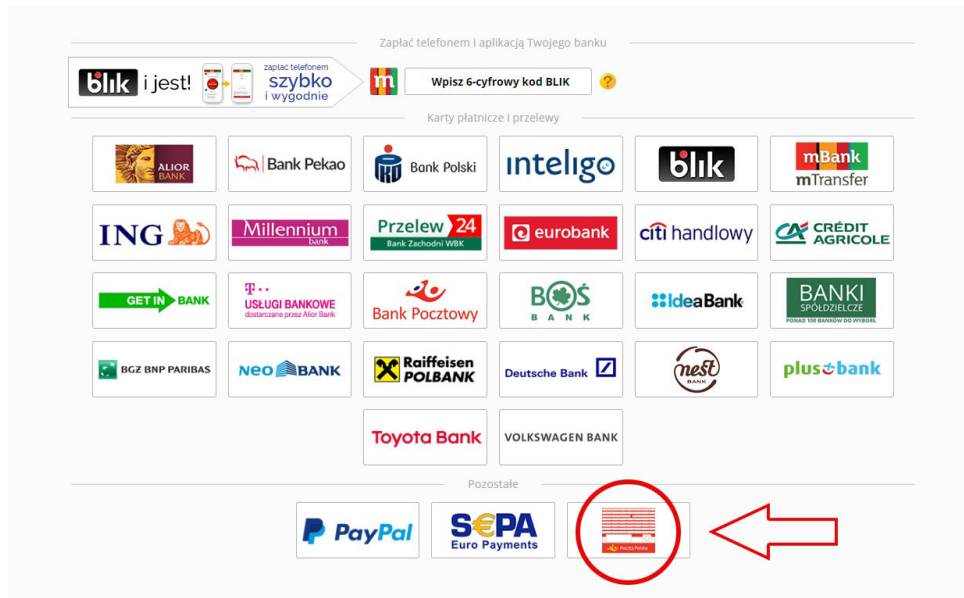 Zapłać telefonem i aplikacją Twojego banku
blik i jest!
zapłać telefonem
szybko
i wygodnie
m
Wpisz 6-cyfrowy kod BLIK
?
Karty płatnicze i przelewy
ALIOR
BANK
Bank Pekao
PKO
Bank Polski
inteligo
blik
mBank
mTransfer
ING
Millennium
bank
Przelew 24
Bank Zachodni WBK
e eurobank
citi handlowy
CA CRÉDIT
AGRICOLE
GET IN BANK
T··
USŁUGI BANKOWE
dostarczane przez Alior Bank
Bank Pocztowy
BOŚ
BANK
IdeaBank
BANKI
SPÓŁDZIELCZE
PONAD 100 BANKÓW DO WYBORU
BGŻ BNP PARIBAS
NEO BANK
Raiffeisen
POLBANK
Deutsche Bank
nest
BANK
plus bank
Toyota Bank
VOLKSWAGEN BANK
Pozostałe
PayPal
S€PA
Euro Payments
Poczta Polska